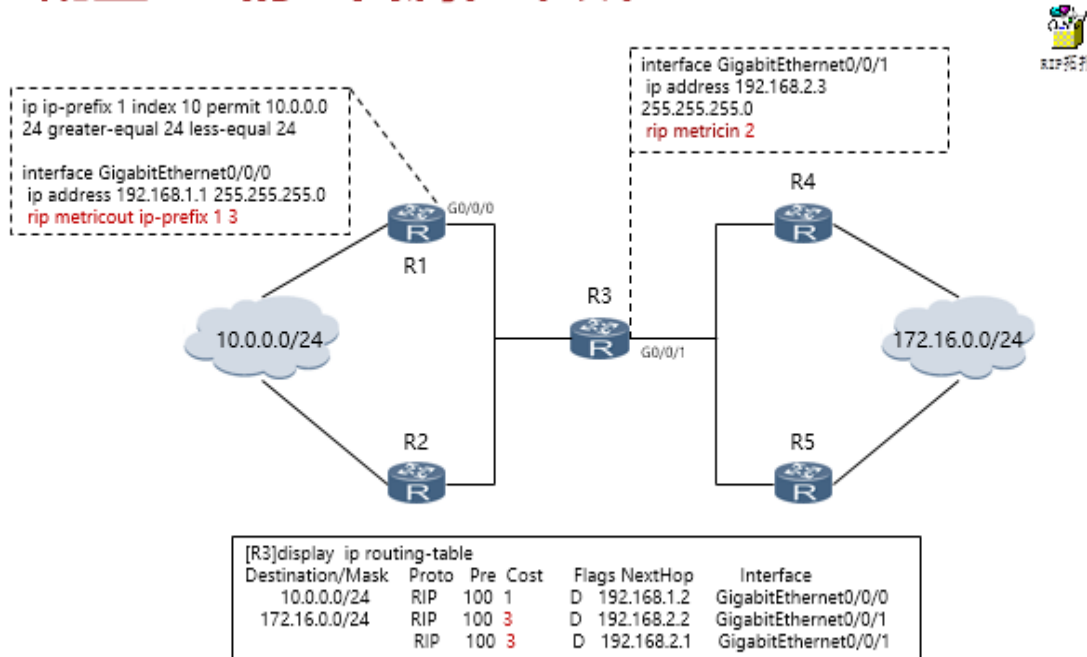 RIP拓扑
interface GigabitEthernet0/0/1
ip address 192.168.2.3
255.255.255.0
rip metricin 2
ip ip-prefix 1 index 10 permit 10.0.0.0
24 greater-equal 24 less-equal 24
interface GigabitEthernet0/0/0
ip address 192.168.1.1 255.255.255.0
rip metricout ip-prefix 1 3
G0/0/0
R4
R
R
R1
R3
10.0.0.0/24
R
G0/0/1
172.16.0.0/24
R2
R5
R
R
[R3]display ip routing-table
Destination/Mask Proto Pre Cost Flags NextHop Interface
10.0.0.0/24 RIP 100 1 D 192.168.1.2 GigabitEthernet0/0/0
172.16.0.0/24 RIP 100 3 D 192.168.2.2 GigabitEthernet0/0/1
RIP 100 3 D 192.168.2.1 GigabitEthernet0/0/1